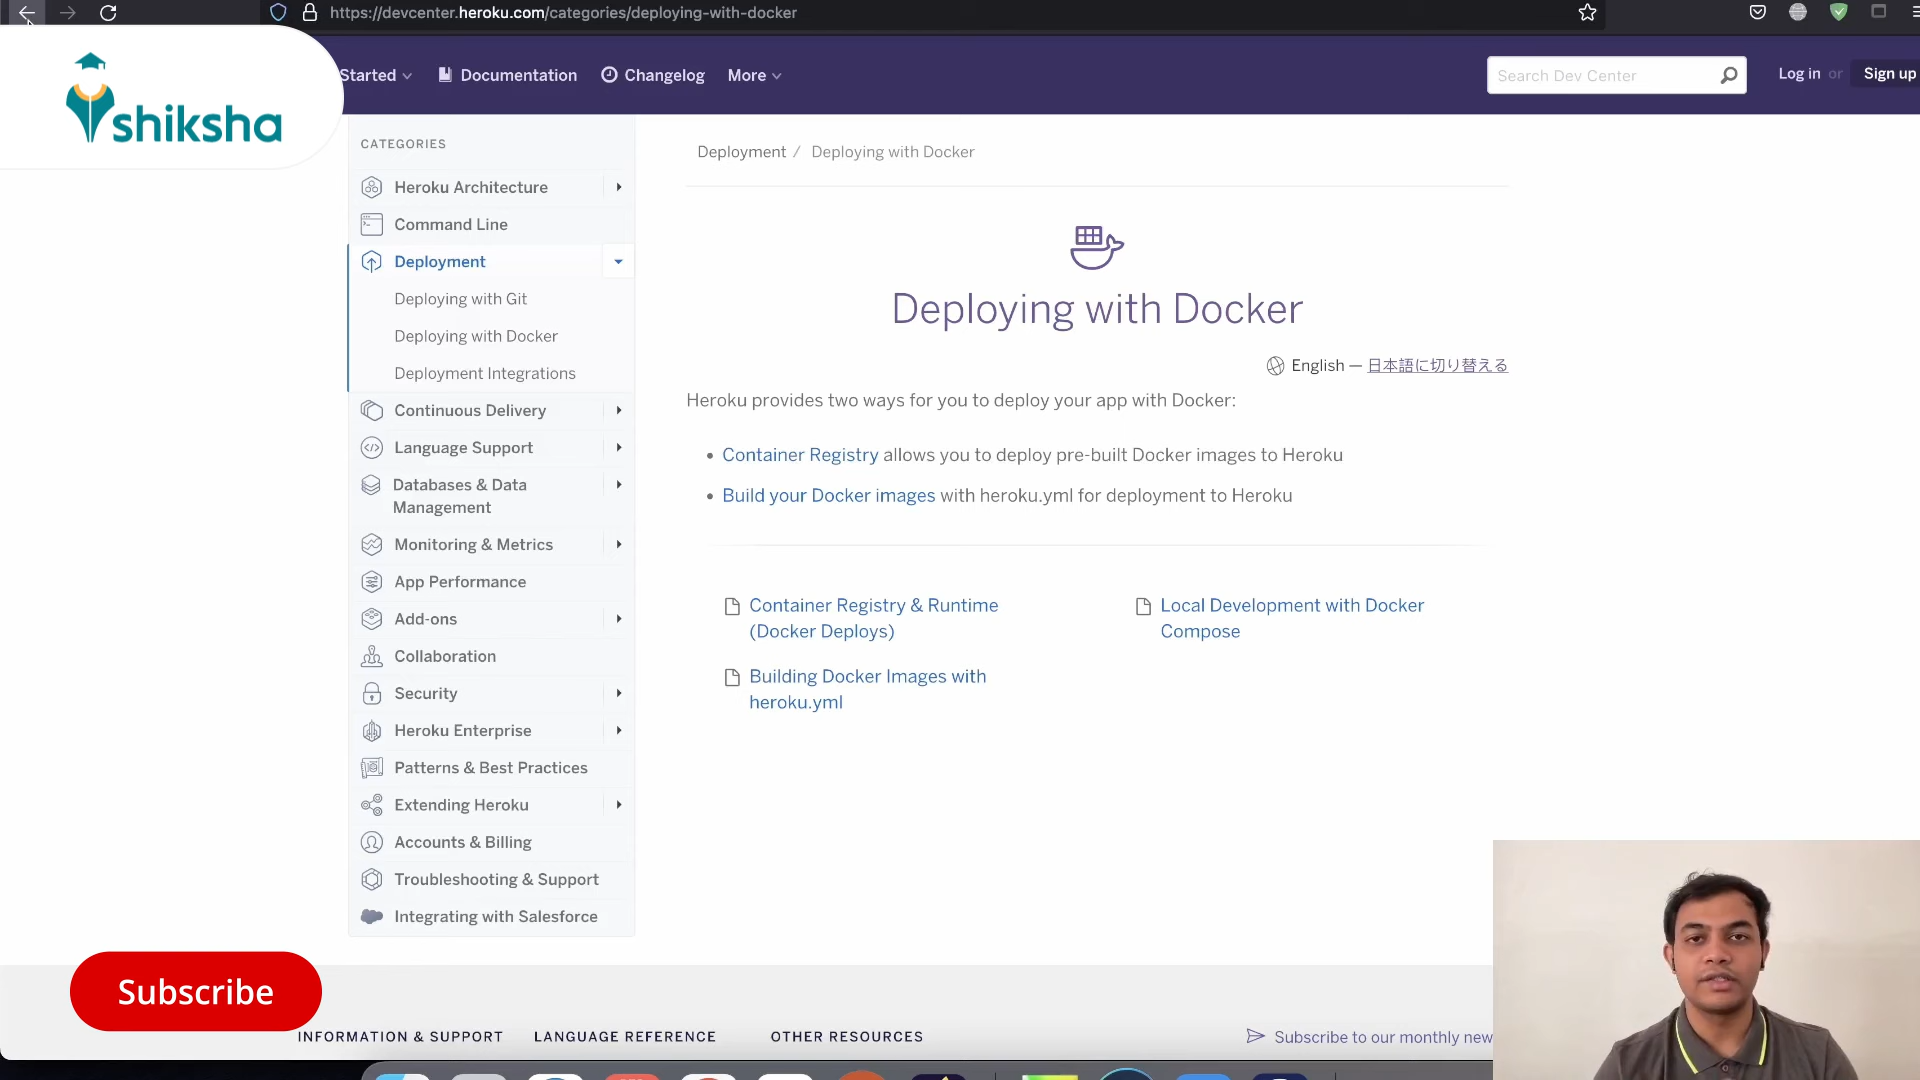 https://devcenter.heroku.com/categories/deploying-with-docker
shiksha
Started
Documentation
Changelog
More
Search Dev Center
Log in or
Sign up
CATEGORIES
Heroku Architecture
Command Line
Deployment
Deploying with Git
Deploying with Docker
Deployment Integrations
Continuous Delivery
Language Support
Databases & Data
Management
Monitoring & Metrics
App Performance
Add-ons
Collaboration
Security
Heroku Enterprise
Patterns & Best Practices
Extending Heroku
Accounts & Billing
Troubleshooting & Support
Integrating with Salesforce
Deployment / Deploying with Docker
Deploying with Docker
English — 日本語に切り替える
Heroku provides two ways for you to deploy your app with Docker:
• Container Registry allows you to deploy pre-built Docker images to Heroku
• Build your Docker images with heroku.yml for deployment to Heroku
Container Registry & Runtime
(Docker Deploys)
Building Docker Images with
heroku.yml
Local Development with Docker
Compose
Subscribe
INFORMATION & SUPPORT
LANGUAGE REFERENCE
OTHER RESOURCES
Subscribe to our monthly new